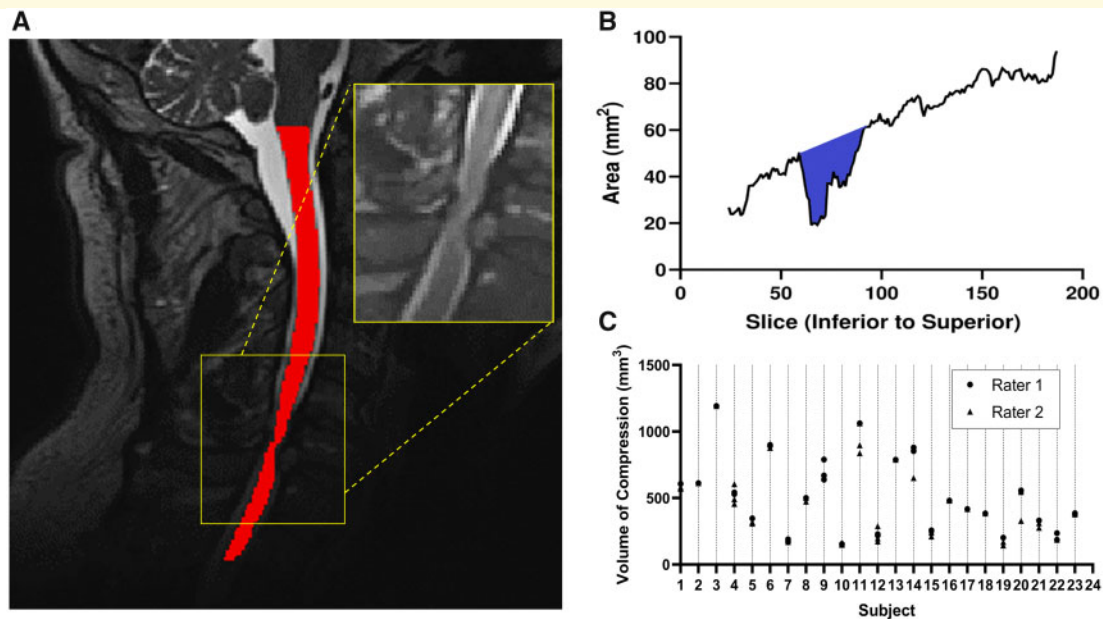 A
B
Area (mm²)
100
80
60
40
20
0
0 50 100 150 200
Slice (Inferior to Superior)
C
Volume of Compression (mm³)
1500
1000
500
0
Rater 1
Rater 2
1 2 3 4 5 6 7 8 9 10 11 12 13 14 15 16 17 18 19 20 21 22 23 24
Subject